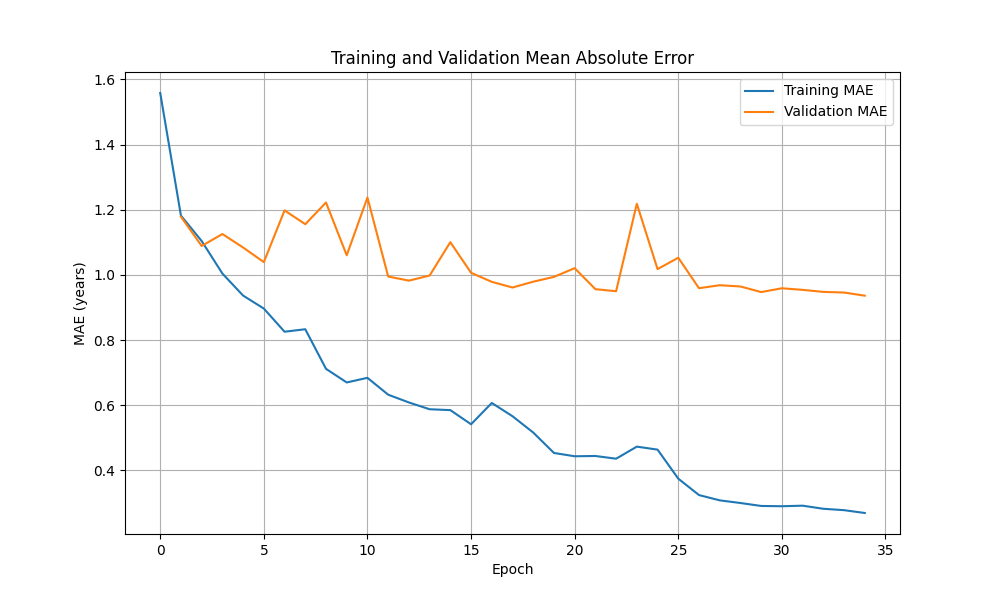 Training and Validation Mean Absolute Error
Training MAE
Validation MAE
MAE (years)
1.6
1.4
1.2
1.0
0.8
0.6
0.4
0 5 10 15 20 25 30 35
Epoch